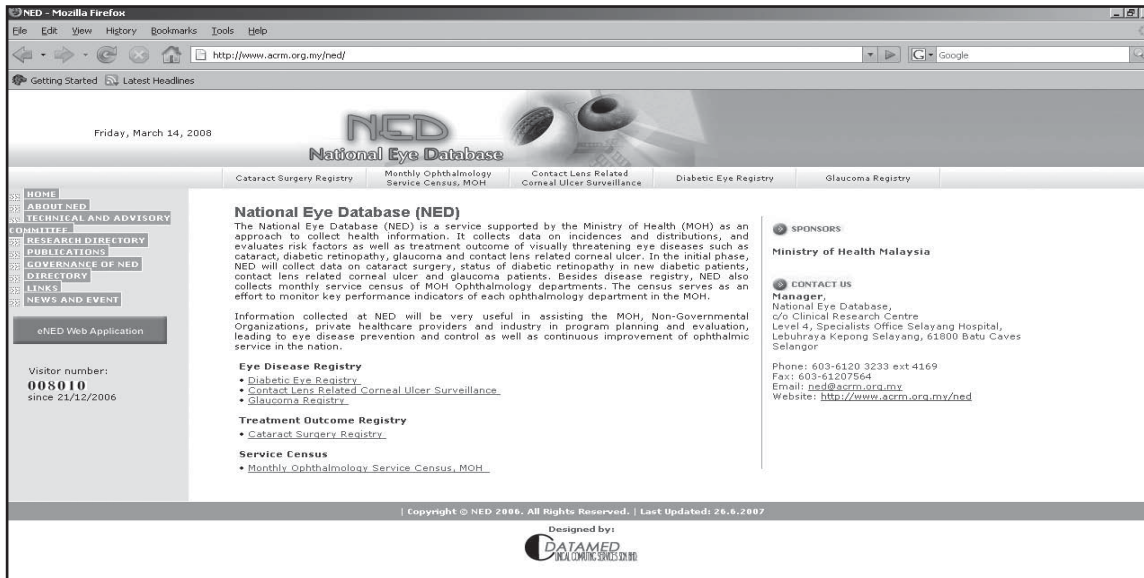 NED - Mozilla Firefox
File Edit View History Bookmarks Tools Help
http://www.acrm.org.my/ned/
G Google
Getting Started Latest Headlines
Friday, March 14, 2008
NED
National Eye Database
Cataract Surgery Registry
Monthly Ophthalmology
Service Census, MOH
Contact Lens Related
Corneal Ulcer Surveillance
Diabetic Eye Registry
Glaucoma Registry
HOME
ABOUT NED
TECHNICAL AND ADVISORY
COMMITTEE
RESEARCH DIRECTORY
PUBLICATIONS
GOVERNANCE OF NED
DIRECTORY
LINKS
NEWS AND EVENT
eNED Web Application
Visitor number:
008010
since 21/12/2006
National Eye Database (NED)
The National Eye Database (NED) is a service supported by the Ministry of Health (MOH) as an
approach to collect health information. It collects data on incidences and distributions, and
evaluates risk factors as well as treatment outcome of visually threatening eye diseases such as
cataract, diabetic retinopathy, glaucoma and contact lens related corneal ulcer. In the initial phase,
NED will collect data on cataract surgery, status of diabetic retinopathy in new diabetic patients,
contact lens related corneal ulcer and glaucoma patients. Besides disease registry, NED also
collects monthly service census of MOH Ophthalmology departments. The census serves as an
effort to monitor key performance indicators of each ophthalmology department in the MOH.
Information collected at NED will be very useful in assisting the MOH, Non-Governmental
Organizations, private healthcare providers and industry in program planning and evaluation,
leading to eye disease prevention and control as well as continuous improvement of ophthalmic
service in the nation.
Eye Disease Registry
• Diabetic Eye Registry
• Contact Lens Related Corneal Ulcer Surveillance
• Glaucoma Registry
Treatment Outcome Registry
• Cataract Surgery Registry
Service Census
• Monthly Ophthalmology Service Census, MOH
SPONSORS
Ministry of Health Malaysia
CONTACT US
Manager,
National Eye Database,
c/o Clinical Research Centre
Level 4, Specialists Office Selayang Hospital,
Lebuhraya Kepong Selayang, 61800 Batu Caves
Selangor
Phone: 603-6120 3233 ext 4169
Fax: 603-61207564
Email: ned@acrm.org.my
Website: http://www.acrm.org.my/ned
| Copyright © NED 2006. All Rights Reserved. | Last Updated: 26.6.2007
Designed by:
DATAMED
CLINICAL COMPUTING SERVICES SDN BHD